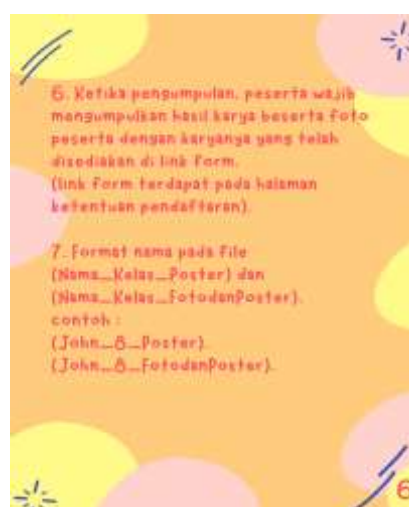 6. Ketika pengumpulan, peserta wajib
mengumpulkan hasil karya beserta foto
peserta dengan karyanya yang telah
disediakan di link form.
(link form terdapat pada halaman
ketentuan pendaftaran).
7. Format nama pada file
(Nama_Kelas_Poster) dan
(Nama_Kelas_FotodanPoster).
contoh :
(John_8_Poster).
(John_8_FotodanPoster).
6